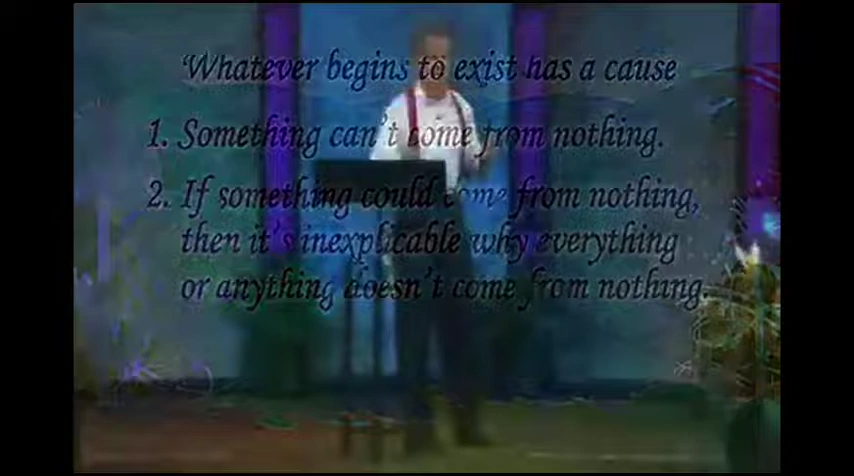 'Whatever begins to exist has a cause
1. Something can't come from nothing.
2. If something could come from nothing,
then it's inexplicable why everything
or anything doesn't come from nothing.